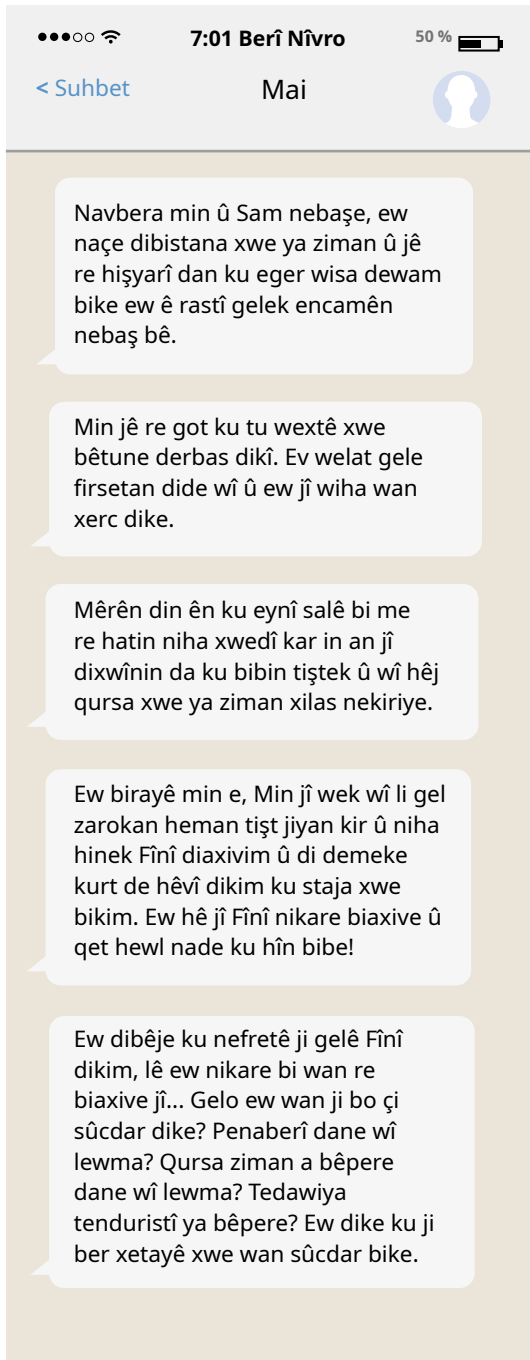 7:01 Berî Nîvro
50 %
< Suhbet
Mai
Navbera min û Sam nebaşe, ew
naçe dibistana xwe ya ziman û jê
re hişyarî dan ku eger wisa dewam
bike ew ê rastî gelek encamên
nebaş bê.
Min jê re got ku tu wextê xwe
bêtune derbas dikî. Ev welat gele
firsetan dide wî û ew jî wiha wan
xerc dike.
Mêrên din ên ku eynî salê bi me
re hatin niha xwedî kar in an jî
dixwînin da ku bibin tiştek û wî hêj
qursa xwe ya ziman xilas nekiriye.
Ew birayê min e, Min jî wek wî li gel
zarokan heman tişt jiyan kir û niha
hinek Fînî diaxivim û di demeke
kurt de hêvî dikim ku staja xwe
bikim. Ew hê jî Fînî nikare biaxive û
qet hewl nade ku hîn bibe!
Ew dibêje ku nefretê ji gelê Fînî
dikim, lê ew nikare bi wan re
biaxive jî... Gelo ew wan ji bo çi
sûcdar dike? Penaberî dane wî
lewma? Qursa ziman a bêpere
dane wî lewma? Tedawiya
tenduristî ya bêpere? Ew dike ku ji
ber xetayê xwe wan sûcdar bike.